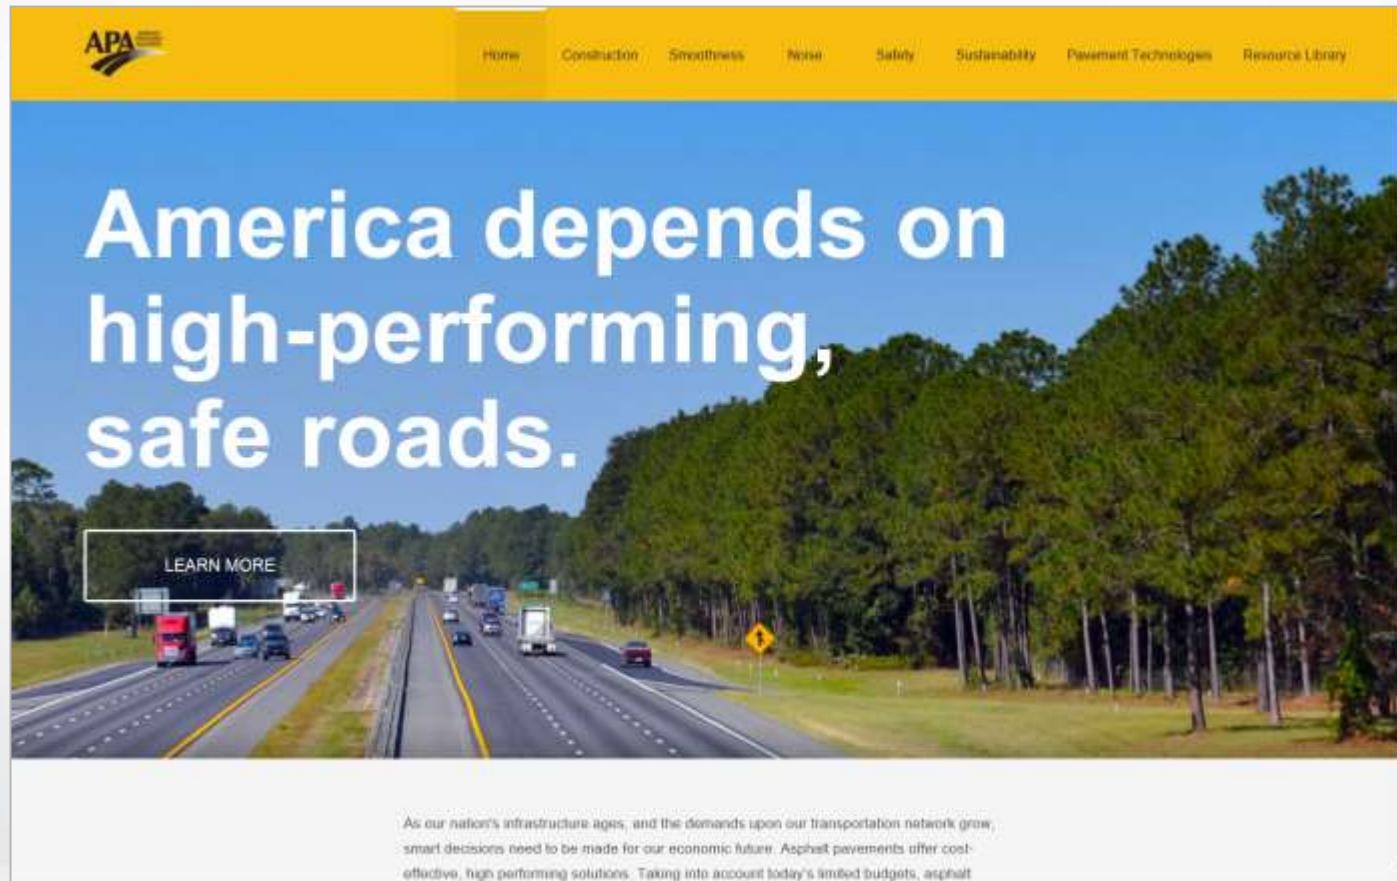 APA
Home Construction Smoothness Noise Safety Sustainability Pavement Technologies Resource Library
America depends on
high-performing,
safe roads.
LEARN MORE
As our nation's infrastructure ages, and the demands upon our transportation network grow,
smart decisions need to be made for our economic future. Asphalt pavements offer cost-
effective, high performing solutions. Taking into account today's limited budgets, asphalt